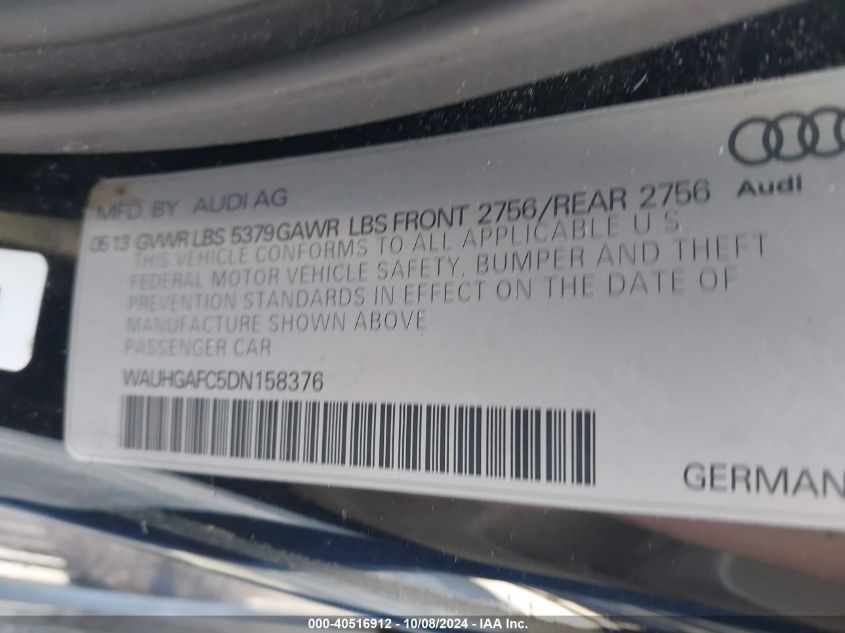 Audi
MFD. BY AUDI AG
05 13 GVWR LBS 5379 GAWR LBS FRONT 2756/REAR 2756
THIS VEHICLE CONFORMS TO ALL APPLICABLE U S
FEDERAL MOTOR VEHICLE SAFETY, BUMPER AND THEFT
PREVENTION STANDARDS IN EFFECT ON THE DATE OF
MANUFACTURE SHOWN ABOVE
PASSENGER CAR
WAUHGAFC5DN158376
GERMAN
000-40516912 - 10/08/2024 - IAA Inc.